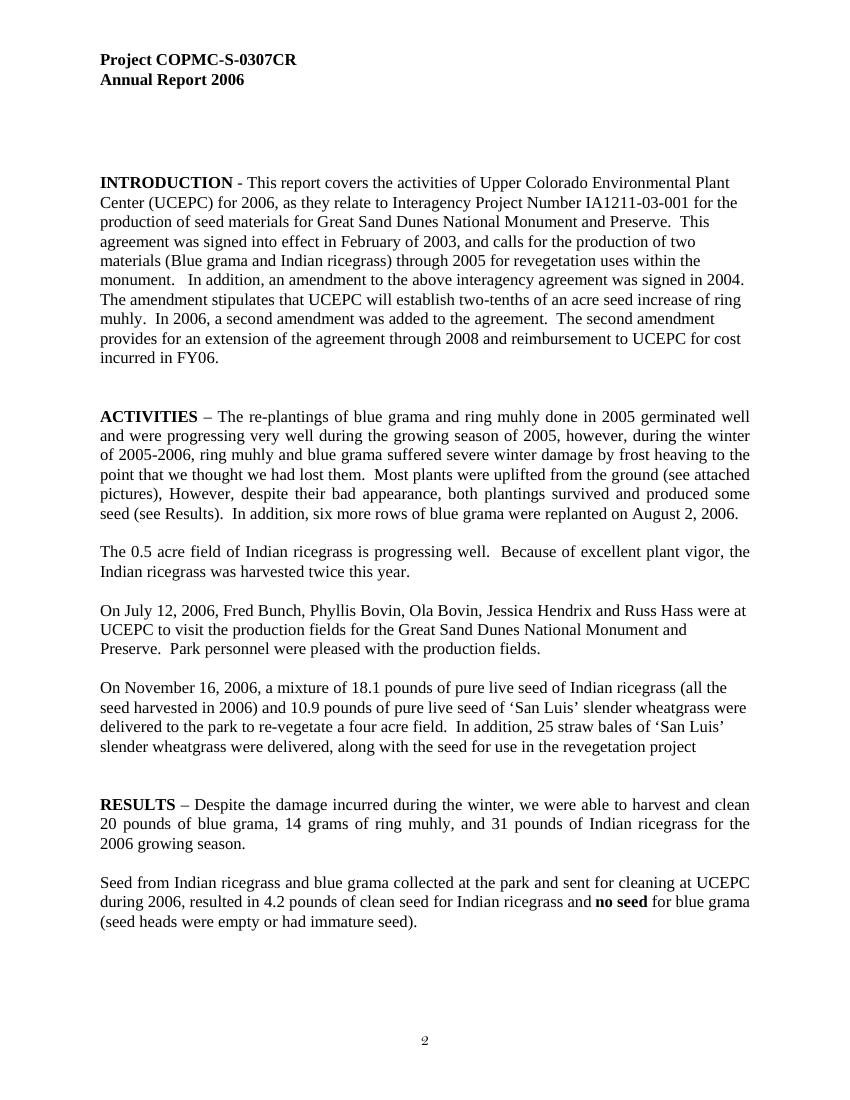 Project COPMC-S-0307CR
Annual Report 2006
INTRODUCTION - This report covers the activities of Upper Colorado Environmental Plant
Center (UCEPC) for 2006, as they relate to Interagency Project Number IA1211-03-001 for the
production of seed materials for Great Sand Dunes National Monument and Preserve.  This
agreement was signed into effect in February of 2003, and calls for the production of two
materials (Blue grama and Indian ricegrass) through 2005 for revegetation uses within the
monument.   In addition, an amendment to the above interagency agreement was signed in 2004.
The amendment stipulates that UCEPC will establish two-tenths of an acre seed increase of ring
muhly.  In 2006, a second amendment was added to the agreement.  The second amendment
provides for an extension of the agreement through 2008 and reimbursement to UCEPC for cost
incurred in FY06.
ACTIVITIES – The re-plantings of blue grama and ring muhly done in 2005 germinated well
and were progressing very well during the growing season of 2005, however, during the winter
of 2005-2006, ring muhly and blue grama suffered severe winter damage by frost heaving to the
point that we thought we had lost them.  Most plants were uplifted from the ground (see attached
pictures), However, despite their bad appearance, both plantings survived and produced some
seed (see Results).  In addition, six more rows of blue grama were replanted on August 2, 2006.
The 0.5 acre field of Indian ricegrass is progressing well.  Because of excellent plant vigor, the
Indian ricegrass was harvested twice this year.
On July 12, 2006, Fred Bunch, Phyllis Bovin, Ola Bovin, Jessica Hendrix and Russ Hass were at
UCEPC to visit the production fields for the Great Sand Dunes National Monument and
Preserve.  Park personnel were pleased with the production fields.
On November 16, 2006, a mixture of 18.1 pounds of pure live seed of Indian ricegrass (all the
seed harvested in 2006) and 10.9 pounds of pure live seed of ‘San Luis’ slender wheatgrass were
delivered to the park to re-vegetate a four acre field.  In addition, 25 straw bales of ‘San Luis’
slender wheatgrass were delivered, along with the seed for use in the revegetation project
RESULTS – Despite the damage incurred during the winter, we were able to harvest and clean
20 pounds of blue grama, 14 grams of ring muhly, and 31 pounds of Indian ricegrass for the
2006 growing season.
Seed from Indian ricegrass and blue grama collected at the park and sent for cleaning at UCEPC
during 2006, resulted in 4.2 pounds of clean seed for Indian ricegrass and no seed for blue grama
(seed heads were empty or had immature seed).
2